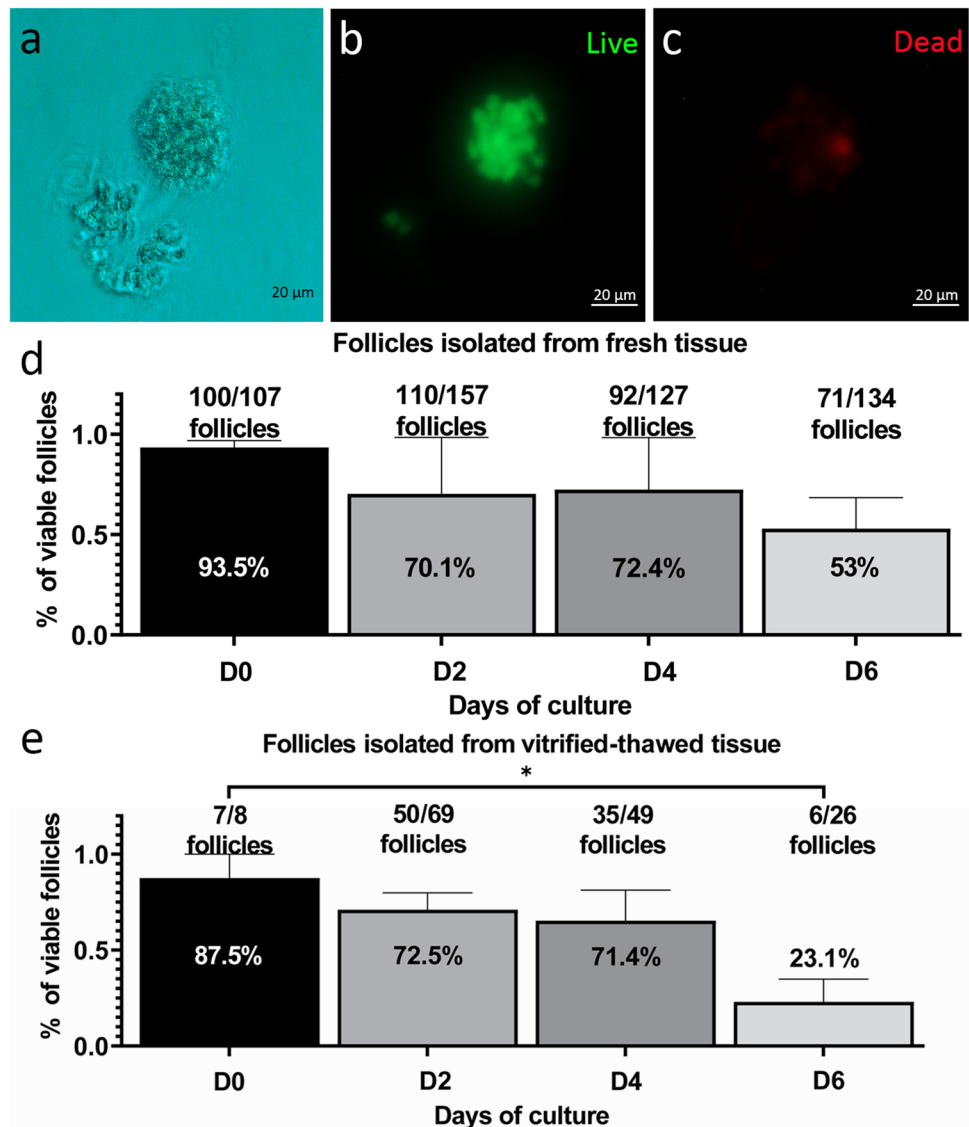 a
b
Live
c
Dead
20 µm
20 µm
20 µm
d
Follicles isolated from fresh tissue
% of viable follicles
1.0
0.5
0.0
100/107
follicles
110/157
follicles
92/127
follicles
71/134
follicles
93.5%
70.1%
72.4%
53%
D0
D2
D4
D6
Days of culture
e
Follicles isolated from vitrified-thawed tissue
*
% of viable follicles
1.0
0.5
0.0
7/8
follicles
50/69
follicles
35/49
follicles
6/26
follicles
87.5%
72.5%
71.4%
23.1%
D0
D2
D4
D6
Days of culture